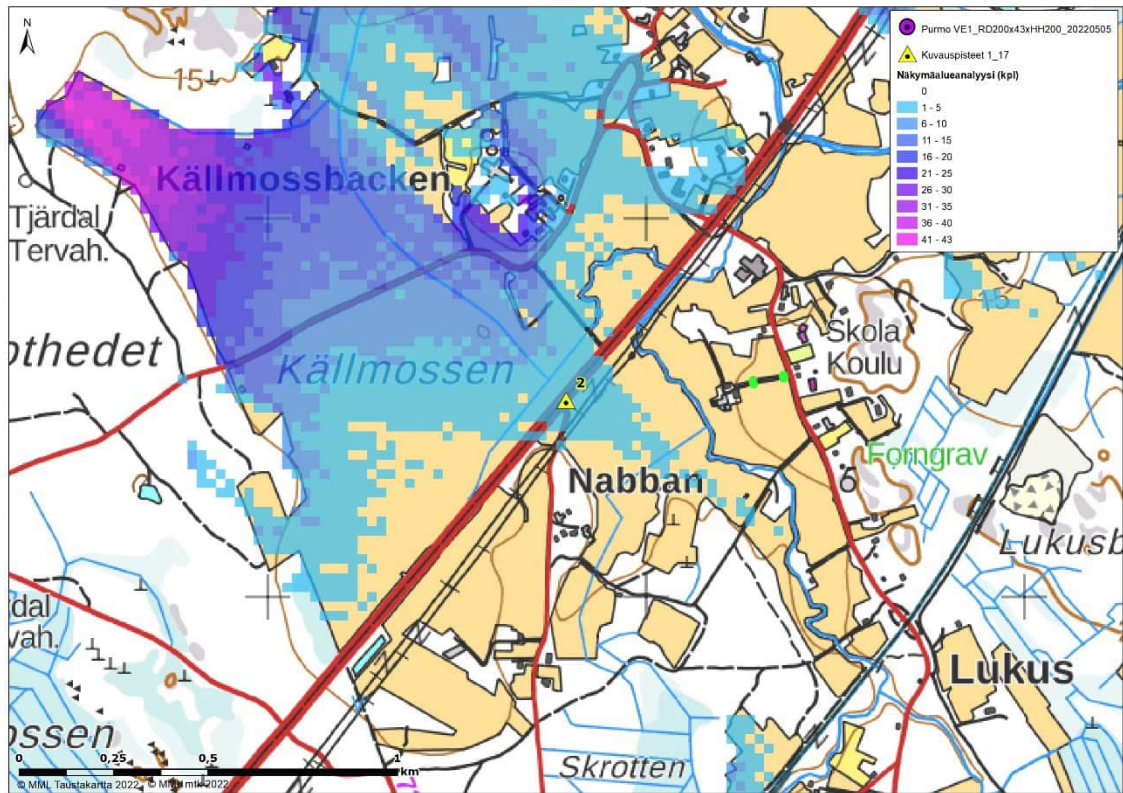 N
Purmo VE1_RD200x43xHH200_20220505
Kuvauspisteet 1_17
Näkymäalueanalyysi (kpl)
0
1 - 5
6 - 10
11 - 15
16 - 20
21 - 25
26 - 30
31 - 35
36 - 40
41 - 43
15
Källmossbacken
Tjärdal
Tervah.
15
othedet
Källmossen
2
Skola
Koulu
Forngrav
Nabban
Lukusb
rdal
rvah.
Lukus
ossen
Skrotten
0 0,25 0,5 1
km
© MML Taustakartta 2022, © MML mtk 2022